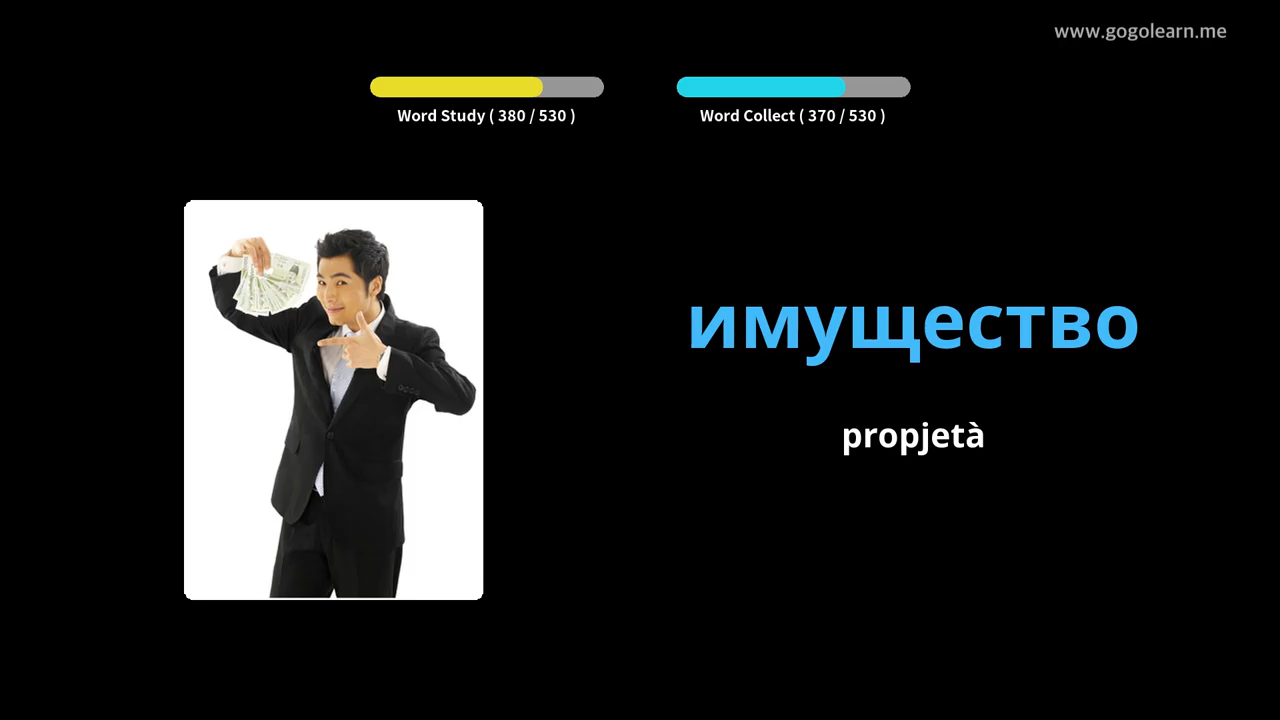 www.gogolearn.me
Word Study ( 380 / 530 )
Word Collect ( 370 / 530 )
имущество
propjetà